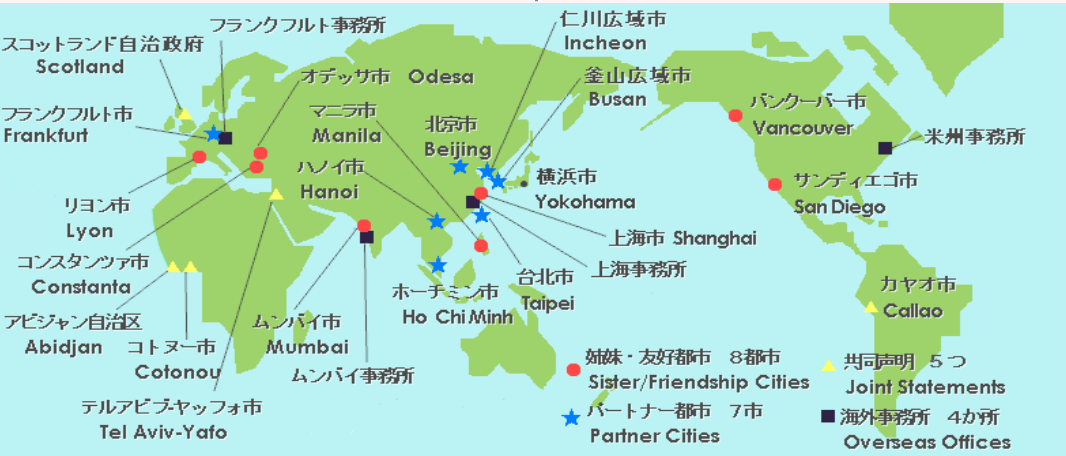 フランクフルト事務所
スコットランド自治政府
Scotland
仁川広域市
Incheon
オデッサ市 Odesa
釜山広域市
Busan
フランクフルト市
Frankfurt
マニラ市
Manila
北京市
Beijing
バンクーバー市
Vancouver
米州事務所
ハノイ市
Hanoi
横浜市
Yokohama
サンディエゴ市
San Diego
リヨン市
Lyon
上海市 Shanghai
コンスタンツァ市
Constanta
上海事務所
台北市
Taipei
カヤオ市
Callao
ホーチミン市
Ho Chi Minh
アビジャン自治区
Abidjan
コトヌー市
Cotonou
ムンバイ市
Mumbai
ムンバイ事務所
テルアビブ-ヤッフォ市
Tel Aviv-Yafo
姉妹・友好都市 8都市
Sister/Friendship Cities
共同声明 5つ
Joint Statements
パートナー都市 7市
Partner Cities
海外事務所 4か所
Overseas Offices